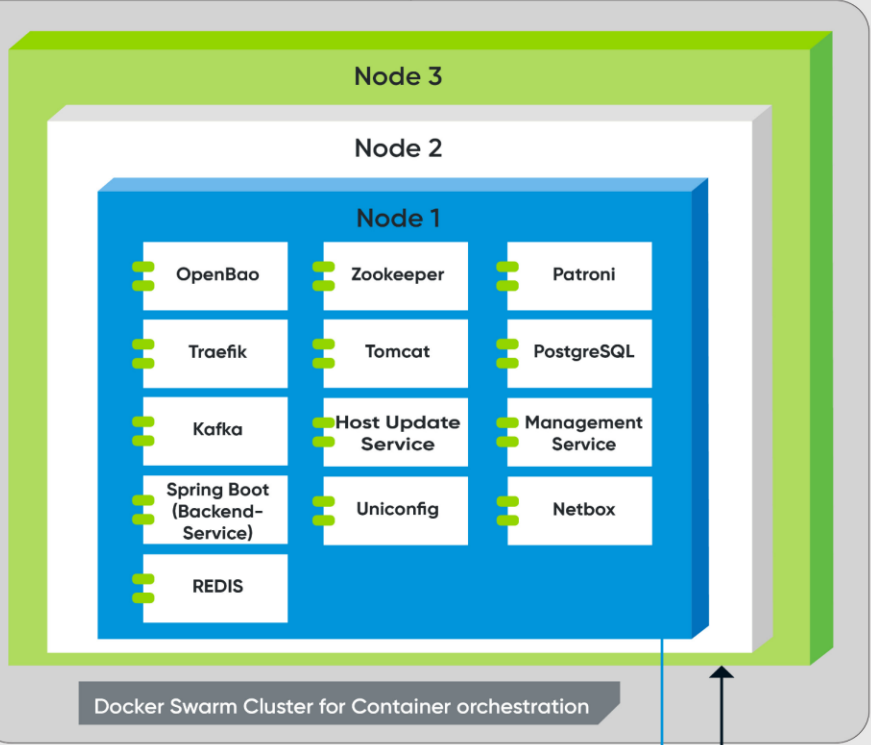 Node 3
Node 2
Node 1
OpenBao
Zookeeper
Patroni
Traefik
Tomcat
PostgreSQL
Kafka
Host Update
Service
Management
Service
Spring Boot
(Backend-
Service)
Uniconfig
Netbox
REDIS
Docker Swarm Cluster for Container orchestration